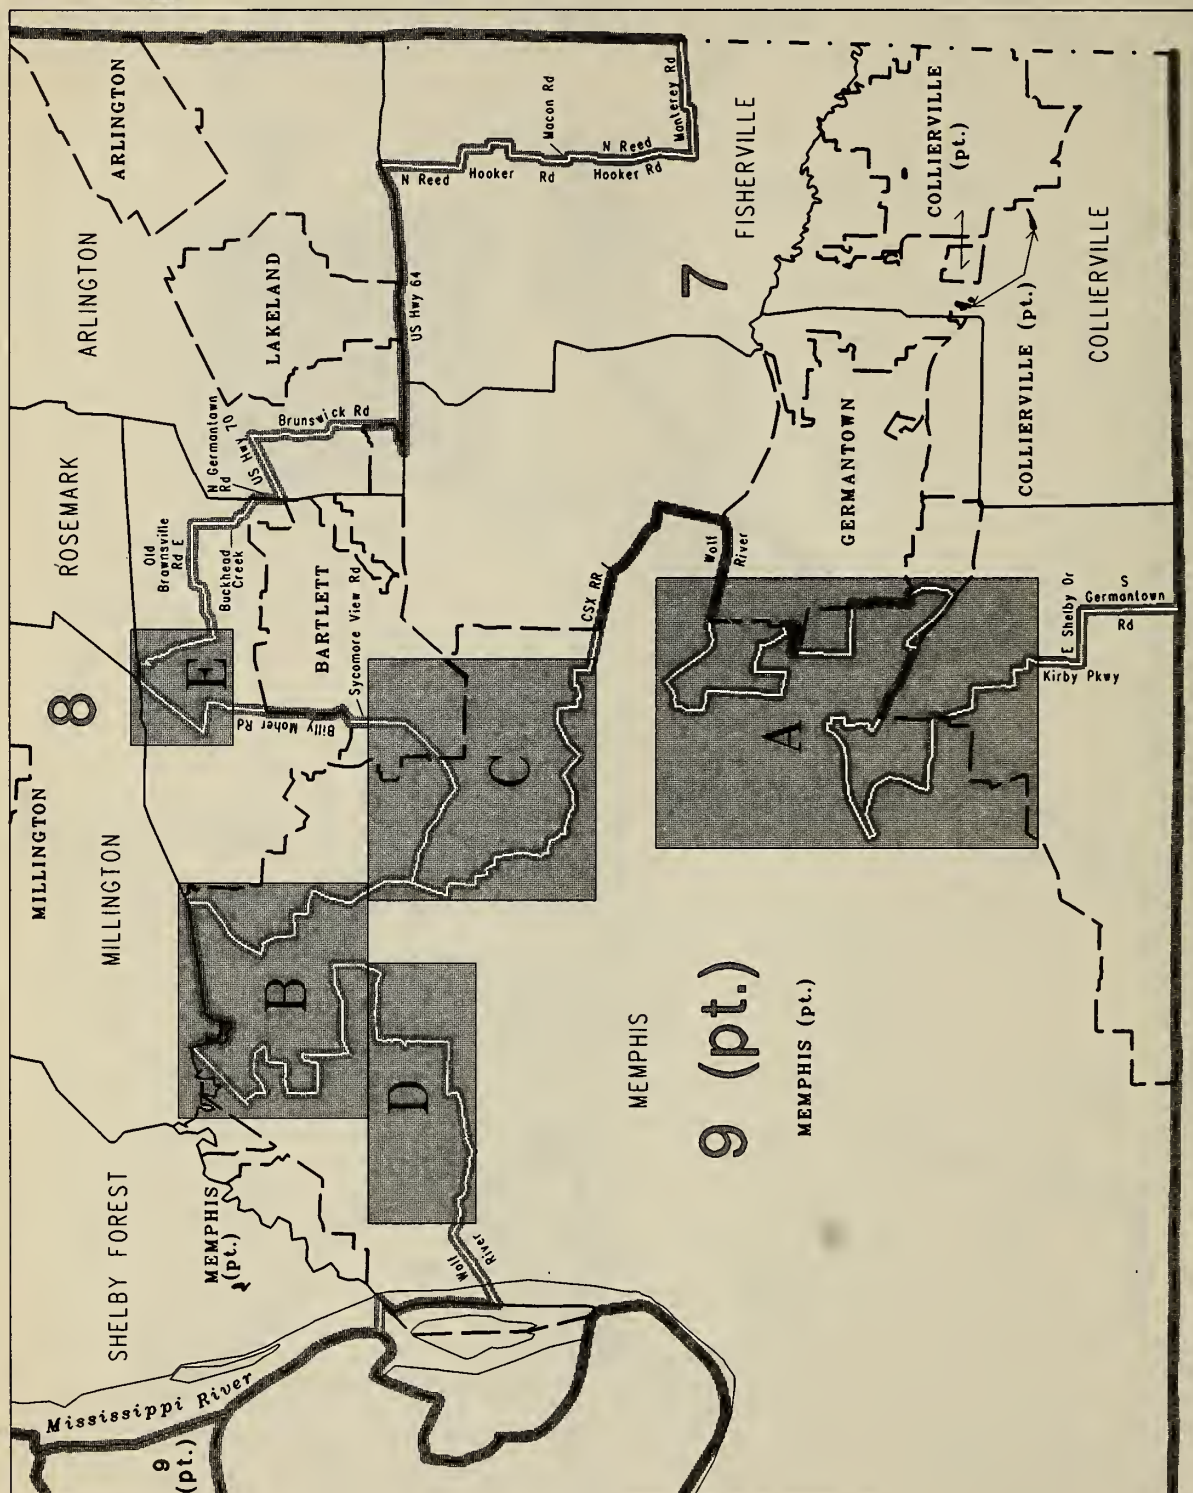 MILLINGTON
8
ROSEMARK
ARLINGTON
ARLINGTON
MILLINGTON
SHELBY FOREST
Mississippi River
9
(pt.)
MEMPHIS
(pt.)
E
Old
Brownsville
Rd E
Buckhead
Creek
N Germantown
Rd
US Hwy 70
LAKELAND
Brunswick Rd
BARTLETT
Billy Maher
Rd
Sycamore View Rd
B
D
C
US Hwy 64
N Reed
Hooker
Rd
Macon Rd
N Reed
Hooker Rd
Monterey Rd
Wolf
River
CSX RR
MEMPHIS
9 (pt.)
MEMPHIS (pt.)
7
FISHERVILLE
Wolf
River
A
GERMANTOWN
COLLIERVILLE
(pt.)
COLLIERVILLE (pt.)
COLLIERVILLE
E Shelby Dr
Kirby Pkwy
S
Germantown
Rd